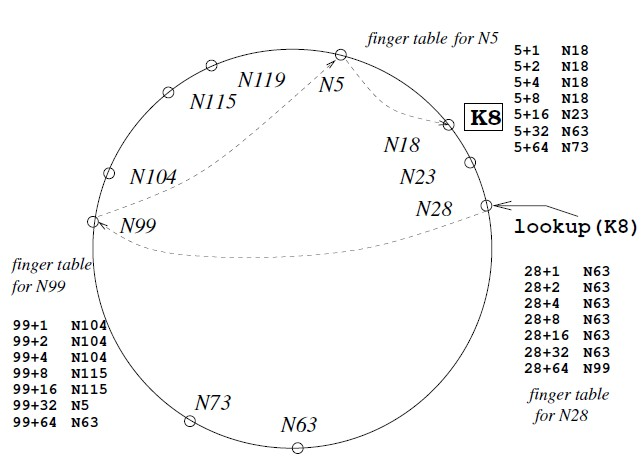 finger table for N5
5+1 N18
5+2 N18
5+4 N18
5+8 N18
5+16 N23
5+32 N63
5+64 N73
N119
N5
N115
K8
N18
N104
N23
N28
N99
lookup(K8)
finger table
for N99
99+1 N104
99+2 N104
99+4 N104
99+8 N115
99+16 N115
99+32 N5
99+64 N63
28+1 N63
28+2 N63
28+4 N63
28+8 N63
28+16 N63
28+32 N63
28+64 N99
finger table
for N28
N73
N63